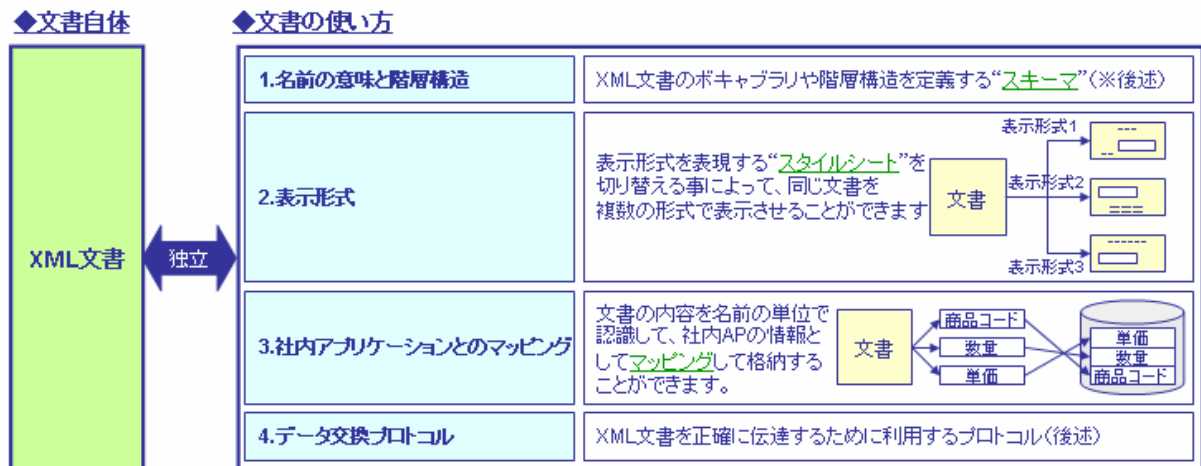 ◆文書自体
◆文書の使い方
XML文書
独立
1.名前の意味と階層構造
XML文書のボキャブラリや階層構造を定義する“スキーマ”(※後述)
2.表示形式
表示形式を表現する“スタイルシート”を
切り替える事によって、同じ文書を
複数の形式で表示させることができます
文書
表示形式1
表示形式2
表示形式3
3.社内アプリケーションとのマッピング
文書の内容を名前の単位で
認識して、社内APの情報と
してマッピングして格納する
ことができます。
文書
商品コード
数量
単価
単価
数量
商品コード
4.データ交換プロトコル
XML文書を正確に伝達するために利用するプロトコル(後述)